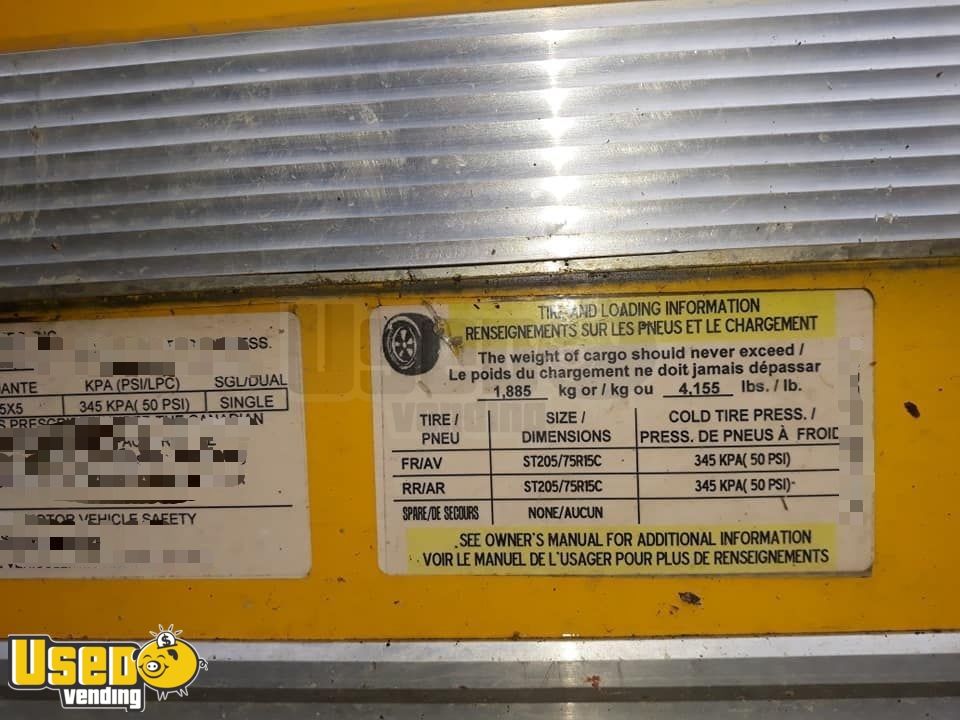 TIRE AND LOADING INFORMATION
RENSEIGNEMENTS SUR LES PNEUS ET LE CHARGEMENT
The weight of cargo should never exceed /
Le poids du chargement ne doit jamais dépassar
1,885 kg or / kg ou 4,155 Lbs. / lb.
TIRE / PNEU SIZE / DIMENSIONS COLD TIRE PRESS. / PRESS. DE PNEUS À FROID
FR/AV ST205/75R15C 345 KPA( 50 PSI)
RR/AR ST205/75R15C 345 KPA( 50 PSI)
SPARE/DE SECOURS NONE/AUCUN
SEE OWNER'S MANUAL FOR ADDITIONAL INFORMATION
VOIR LE MANUEL DE L'USAGER POUR PLUS DE RENSEIGNEMENTS
IANTE KPA (PSI/LPC) SGL/DUAL
5X5 345 KPA( 50 PSI) SINGLE
MOTOR VEHICLE SAFETY
USED
vending
Used
vending